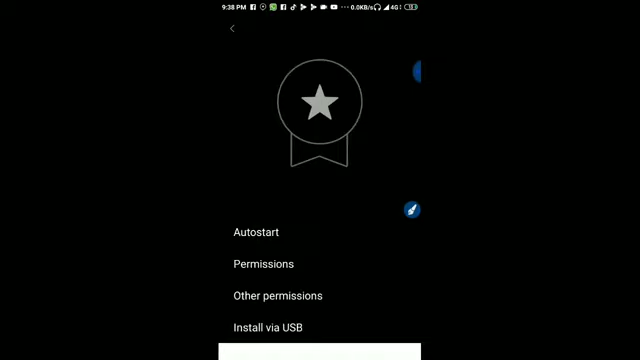 9:38 PM ... 0.0KB/s 4G
Autostart
Permissions
Other permissions
Install via USB